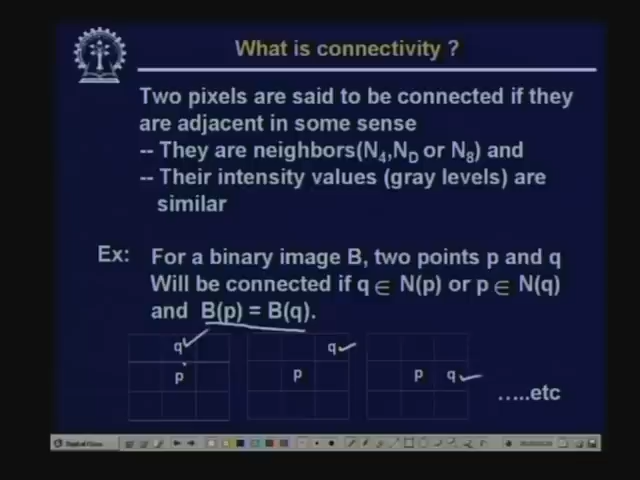 What is connectivity ?
Two pixels are said to be connected if they
are adjacent in some sense
-- They are neighbors(N₄,N_D or N₈) and
-- Their intensity values (gray levels) are
similar
Ex: For a binary image B, two points p and q
Will be connected if q ∈ N(p) or p ∈ N(q)
and B(p) = B(q).
q q
p p p q
…..etc